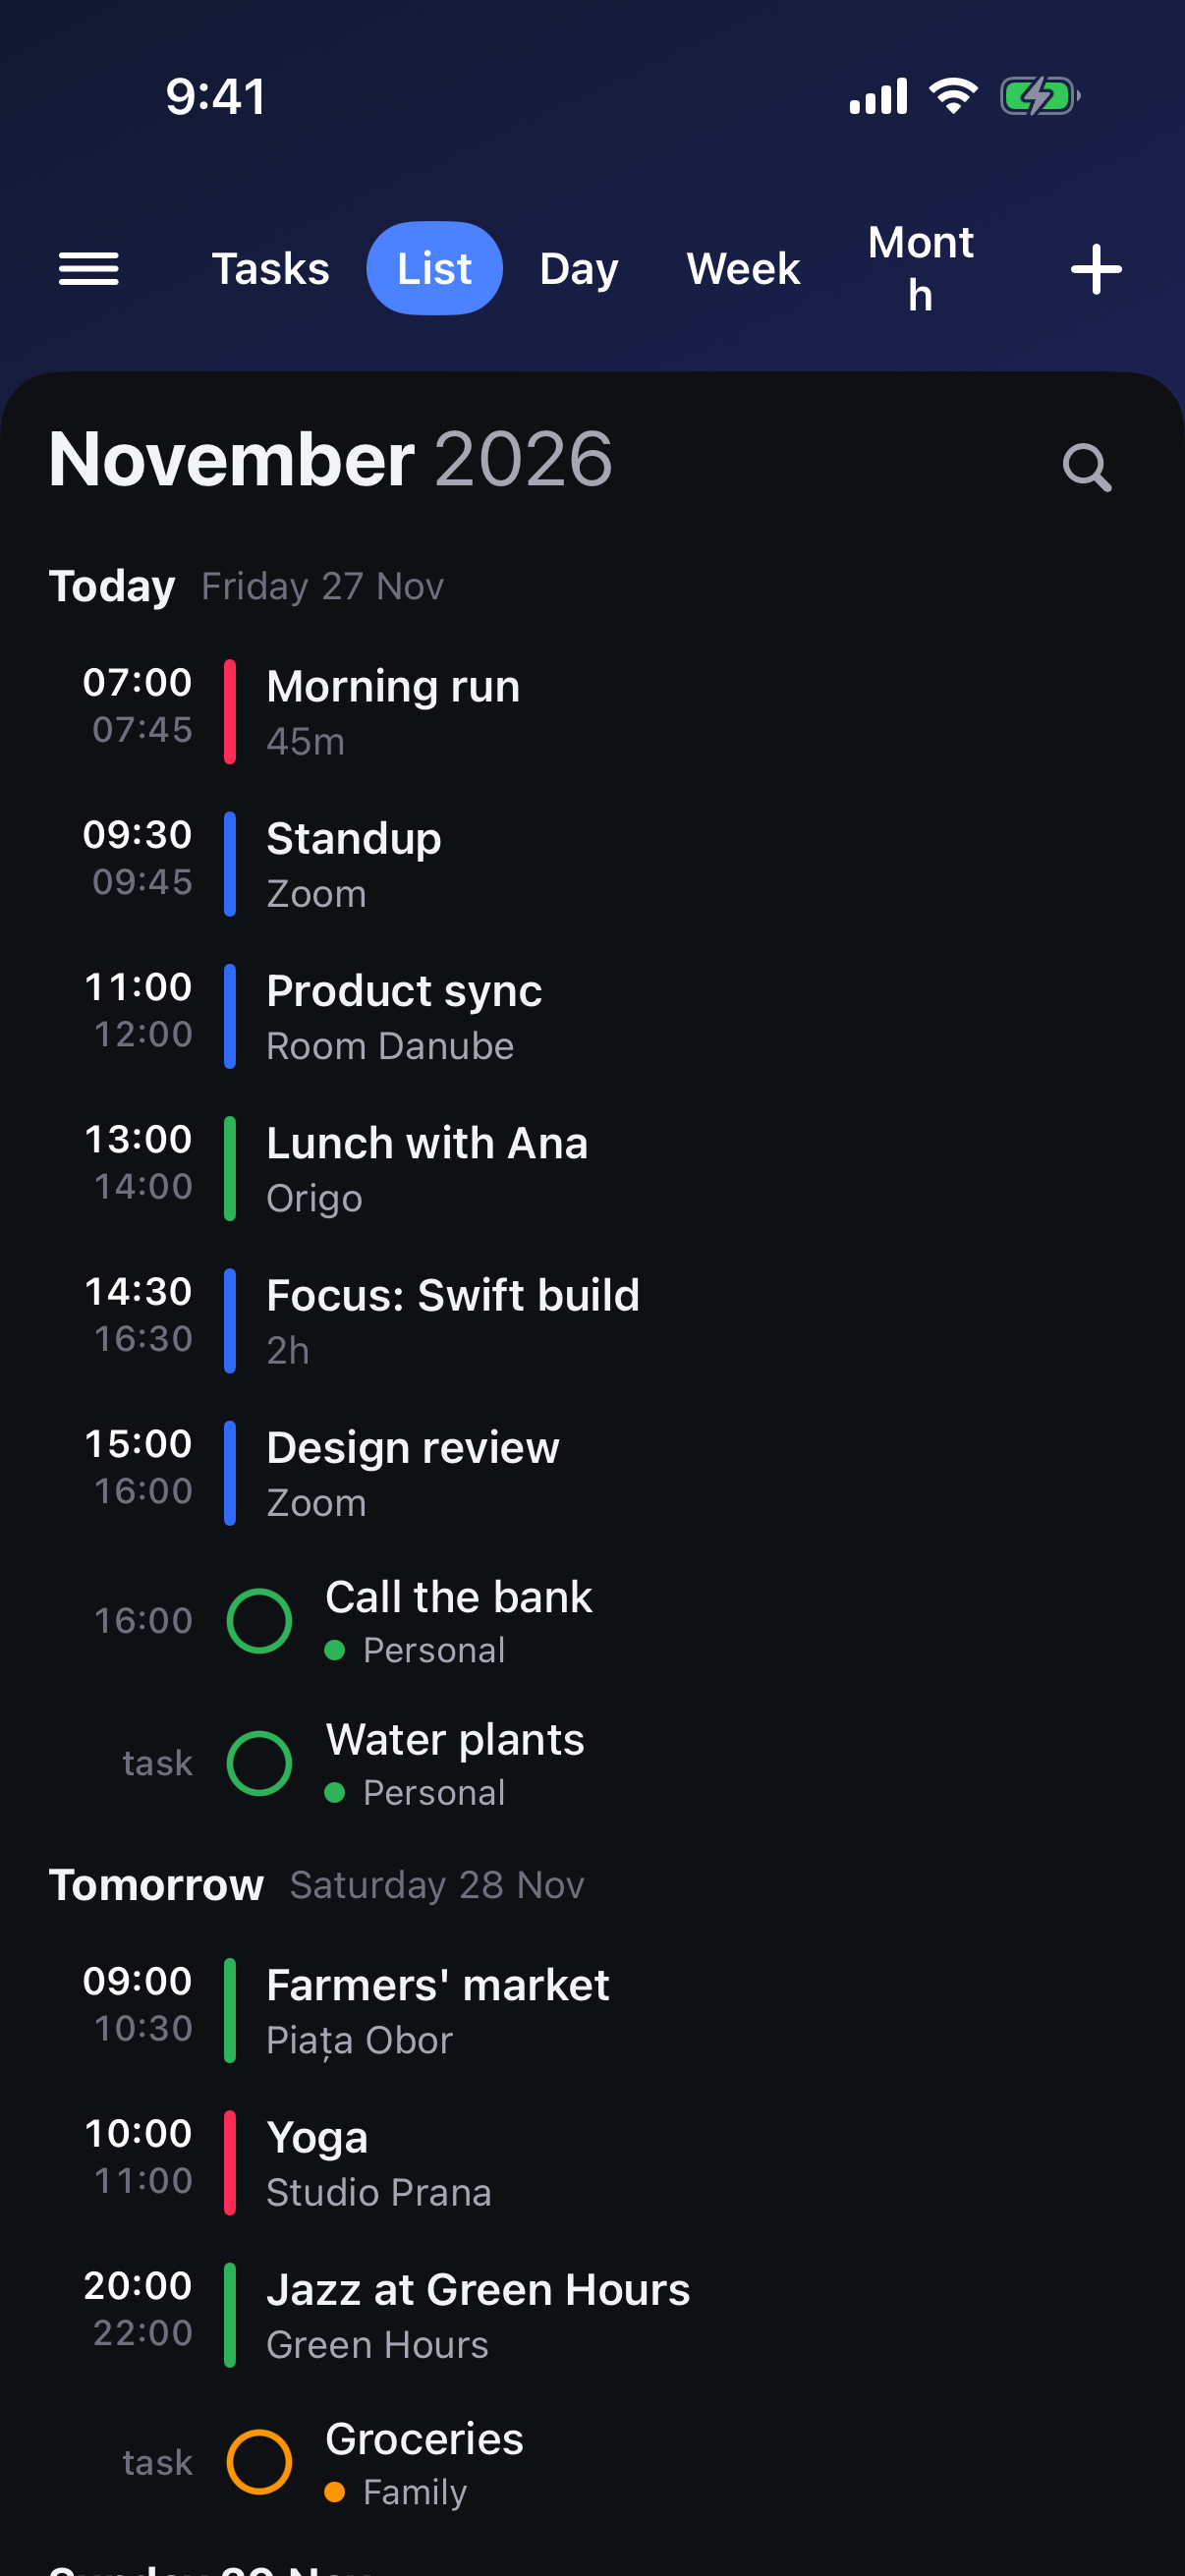 9:41
Tasks List Day Week Mont
h
November 2026
Today Friday 27 Nov
07:00 Morning run
07:45 45m
09:30 Standup
09:45 Zoom
11:00 Product sync
12:00 Room Danube
13:00 Lunch with Ana
14:00 Origo
14:30 Focus: Swift build
16:30 2h
15:00 Design review
16:00 Zoom
16:00 Call the bank
Personal
task Water plants
Personal
Tomorrow Saturday 28 Nov
09:00 Farmers' market
10:30 Piața Obor
10:00 Yoga
11:00 Studio Prana
20:00 Jazz at Green Hours
22:00 Green Hours
task Groceries
Family
Sunday 29 Nov